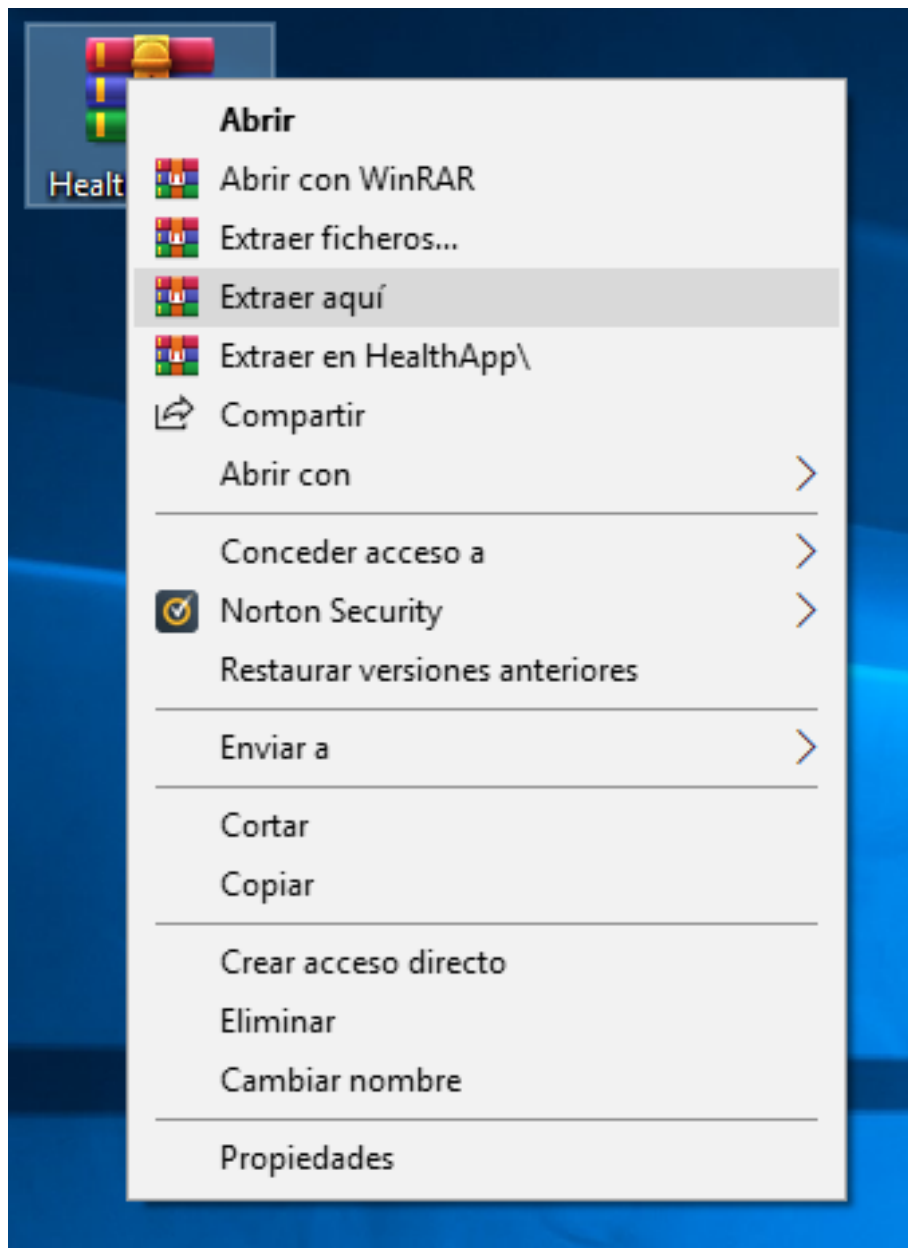 Healt
Abrir
Abrir con WinRAR
Extraer ficheros...
Extraer aquí
Extraer en HealthApp\
Compartir
Abrir con
Conceder acceso a
Norton Security
Restaurar versiones anteriores
Enviar a
Cortar
Copiar
Crear acceso directo
Eliminar
Cambiar nombre
Propiedades